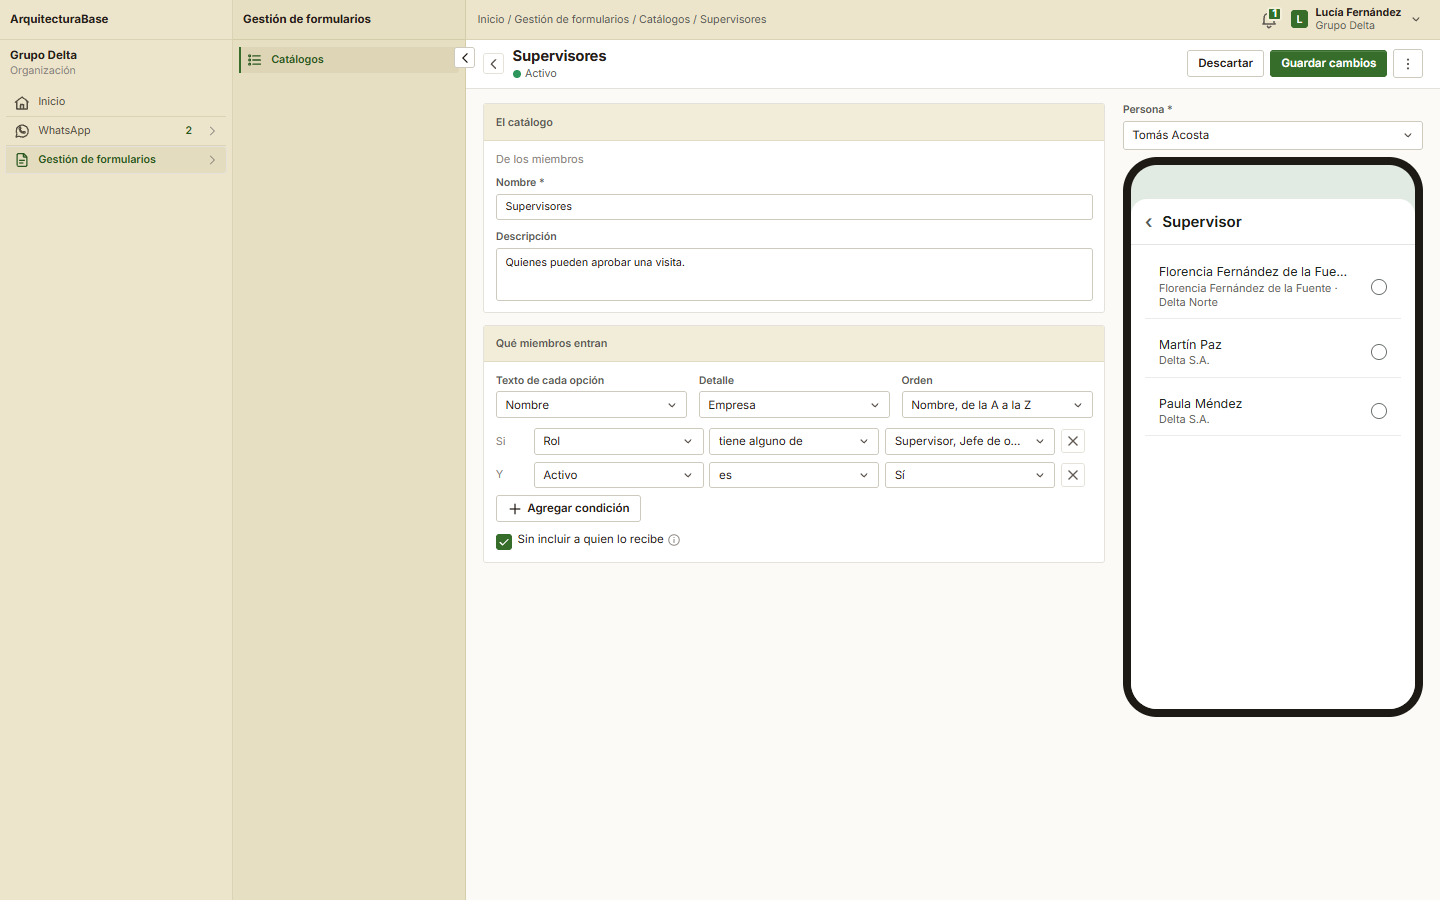 ArquitecturaBase
Grupo Delta
Organización
Inicio
WhatsApp 2
Gestión de formularios
Gestión de formularios
Catálogos
Inicio / Gestión de formularios / Catálogos / Supervisores
1
L
Lucía Fernández
Grupo Delta
Supervisores
Activo
Descartar
Guardar cambios
El catálogo
De los miembros
Nombre *
Supervisores
Descripción
Quienes pueden aprobar una visita.
Qué miembros entran
Texto de cada opción Detalle Orden
Nombre Empresa Nombre, de la A a la Z
Si Rol tiene alguno de Supervisor, Jefe de o...
Y Activo es Sí
Agregar condición
Sin incluir a quien lo recibe
Persona *
Tomás Acosta
Supervisor
Florencia Fernández de la Fue...
Florencia Fernández de la Fuente ·
Delta Norte
Martín Paz
Delta S.A.
Paula Méndez
Delta S.A.